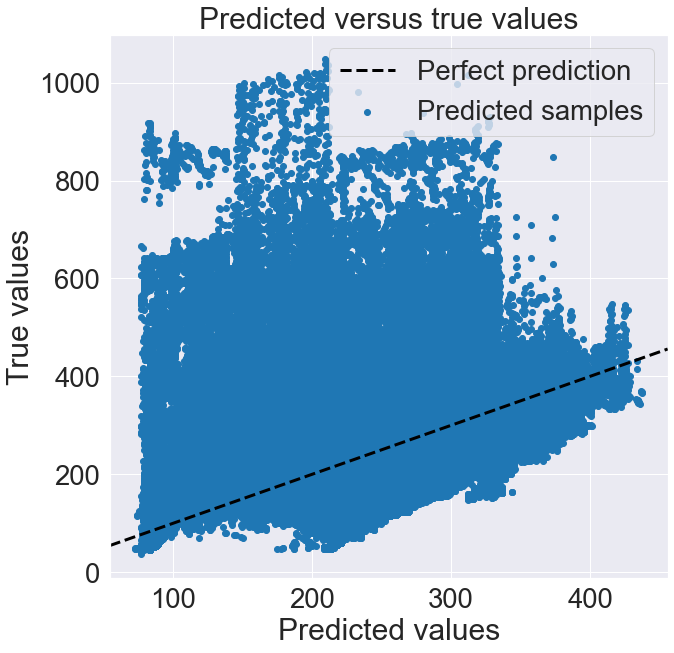 Predicted versus true values
Perfect prediction
Predicted samples
1000
800
600
400
200
0
True values
100 200 300 400
Predicted values